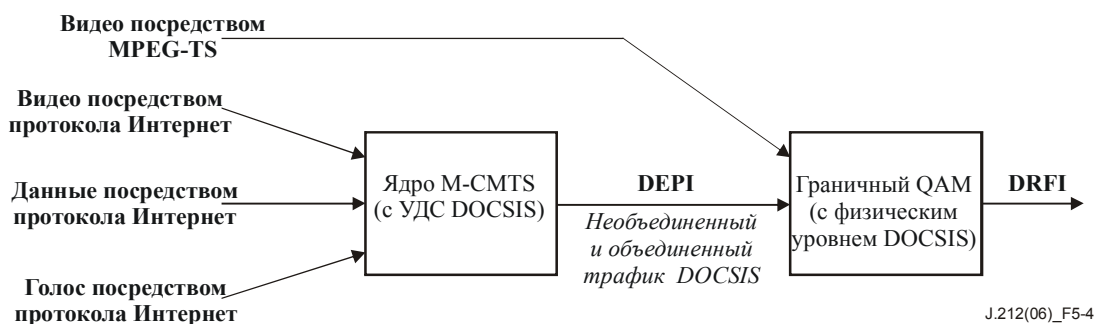 Видео посредством
MPEG-TS
Видео посредством
протокола Интернет
Данные посредством
протокола Интернет
Голос посредством
протокола Интернет
Ядро M-CMTS
(с УДС DOCSIS)
DEPI
Необъединенный
и объединенный
трафик DOCSIS
Граничный QAM
(с физическим
уровнем DOCSIS)
DRFI
J.212(06)_F5-4